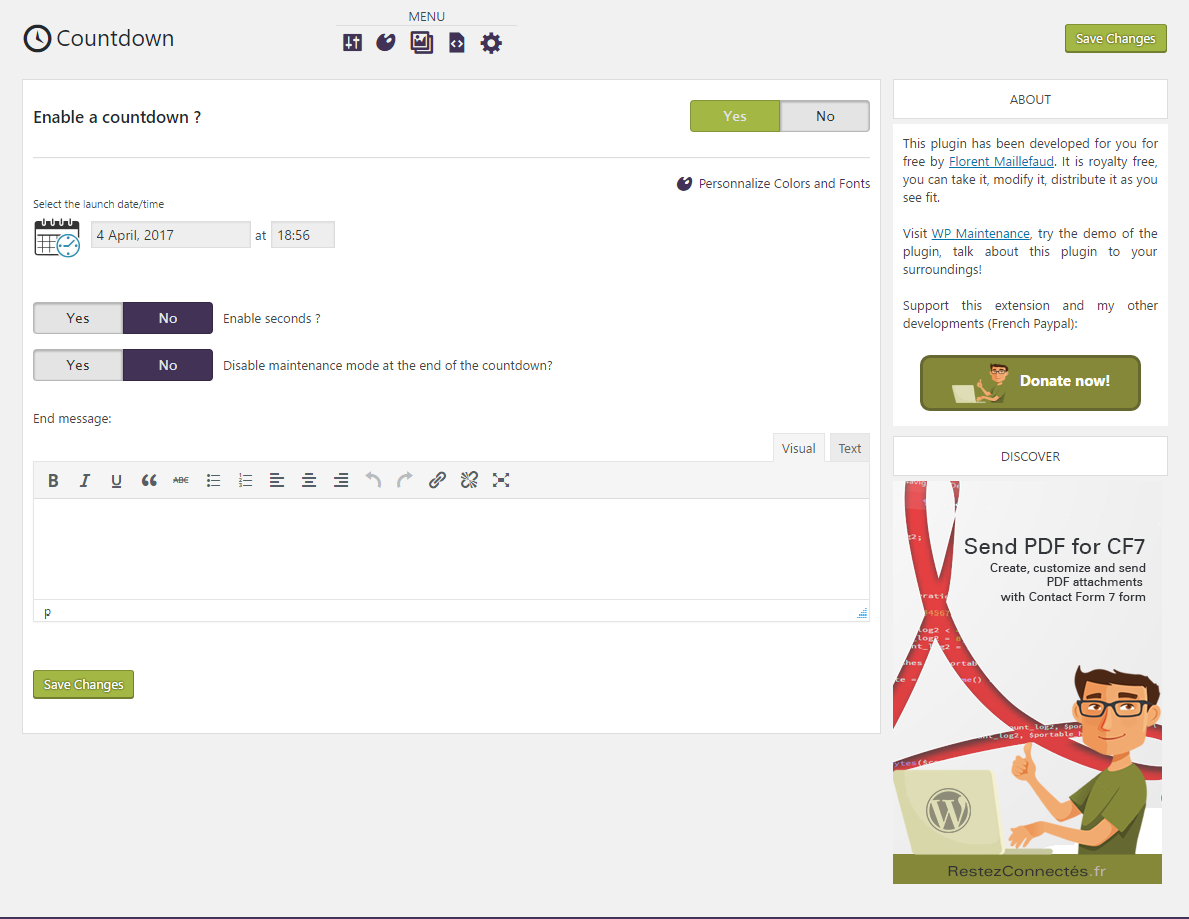 Countdown
MENU
Save Changes
Enable a countdown ?
Yes
No
Personnalize Colors and Fonts
Select the launch date/time
4 April, 2017
at
18:56
Yes
No
Enable seconds ?
Yes
No
Disable maintenance mode at the end of the countdown?
End message:
Visual
Text
B
I
U
ABC
p
Save Changes
ABOUT
This plugin has been developed for you for
free by Florent Maillefaud. It is royalty free,
you can take it, modify it, distribute it as you
see fit.
Visit WP Maintenance, try the demo of the
plugin, talk about this plugin to your
surroundings!
Support this extension and my other
developments (French Paypal):
Donate now!
DISCOVER
Send PDF for CF7
Create, customize and send
PDF attachments
with Contact Form 7 form
RestezConnectés.fr